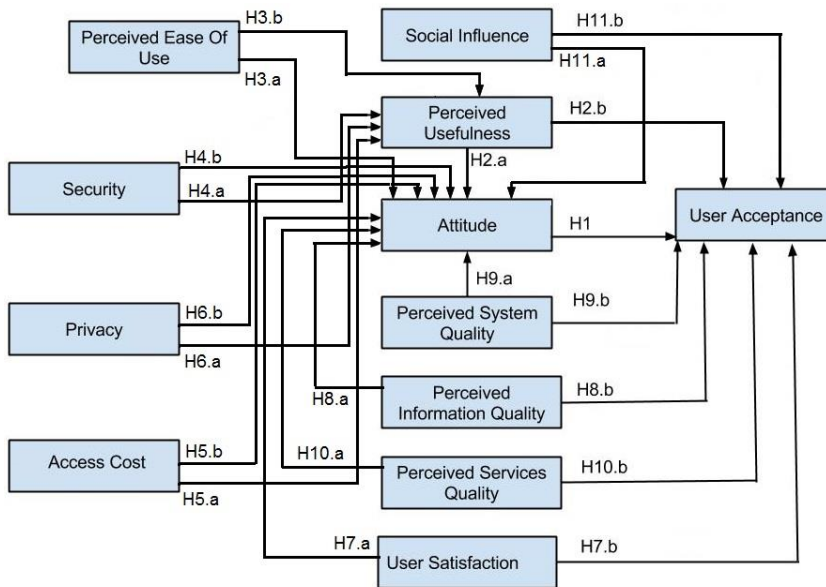 H3.b
Perceived Ease Of
Use
H3.a
Social Influence
H11.b
H11.a
Perceived
Usefulness
H2.b
H2.a
Security
H4.b
H4.a
Attitude
H1
User Acceptance
H9.a
Privacy
H6.b
H6.a
Perceived System
Quality
H9.b
H8.a
Perceived
Information Quality
H8.b
Access Cost
H5.b
H5.a
H10.a
Perceived Services
Quality
H10.b
H7.a
User Satisfaction
H7.b